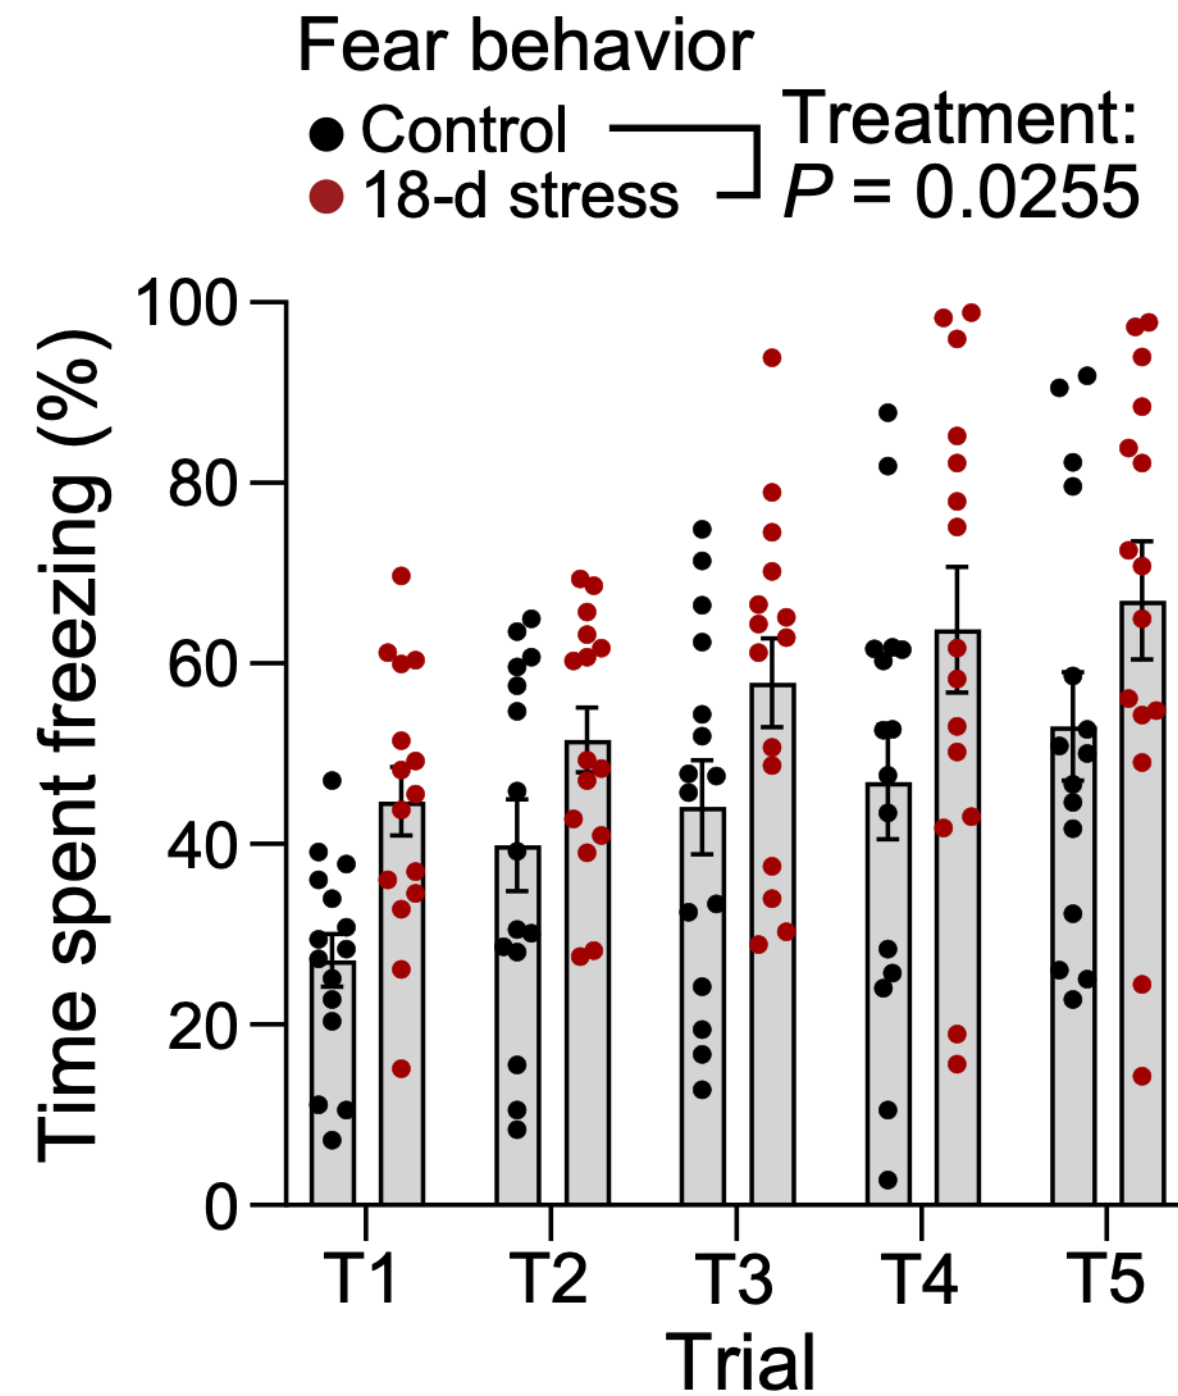 Fear behavior
Control
18-d stress
Treatment:
P = 0.0255
Time spent freezing (%)
100
80
60
40
20
0
T1 T2 T3 T4 T5
Trial